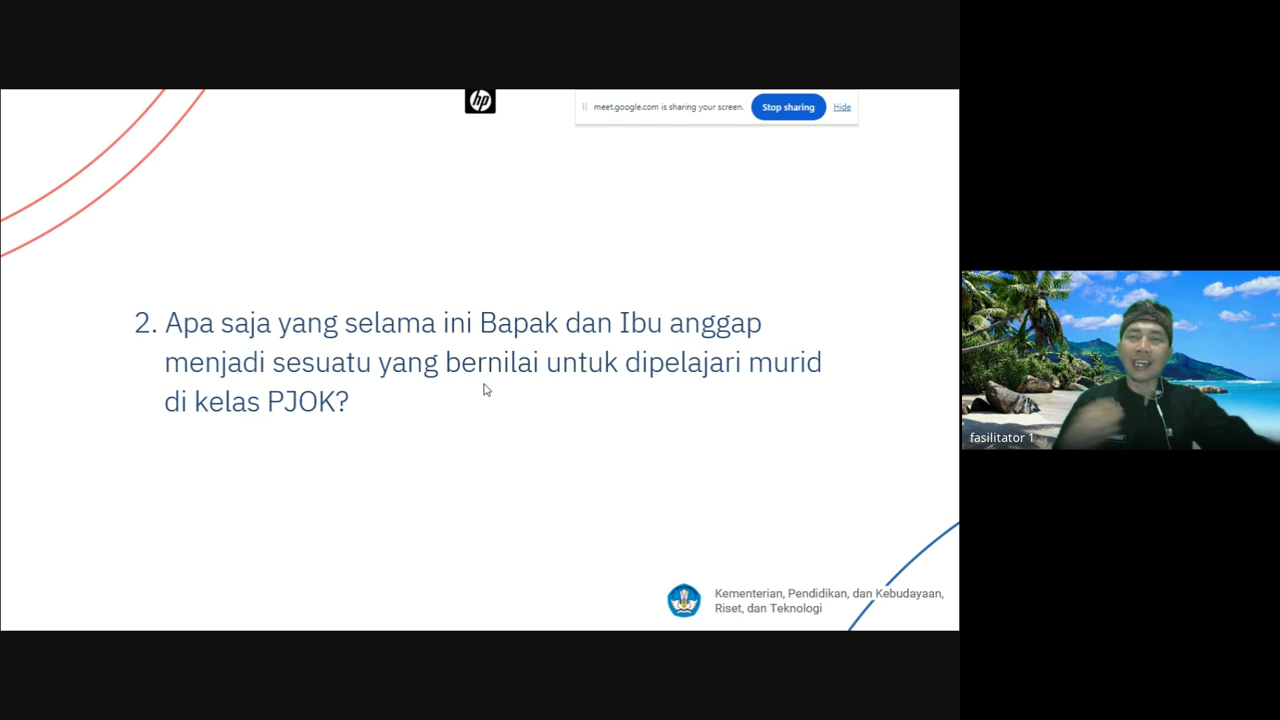 hp
meet.google.com is sharing your screen. Stop sharing Hide
2. Apa saja yang selama ini Bapak dan Ibu anggap
menjadi sesuatu yang bernilai untuk dipelajari murid
di kelas PJOK?
fasilitator 1
Kementerian, Pendidikan, dan Kebudayaan,
Riset, dan Teknologi